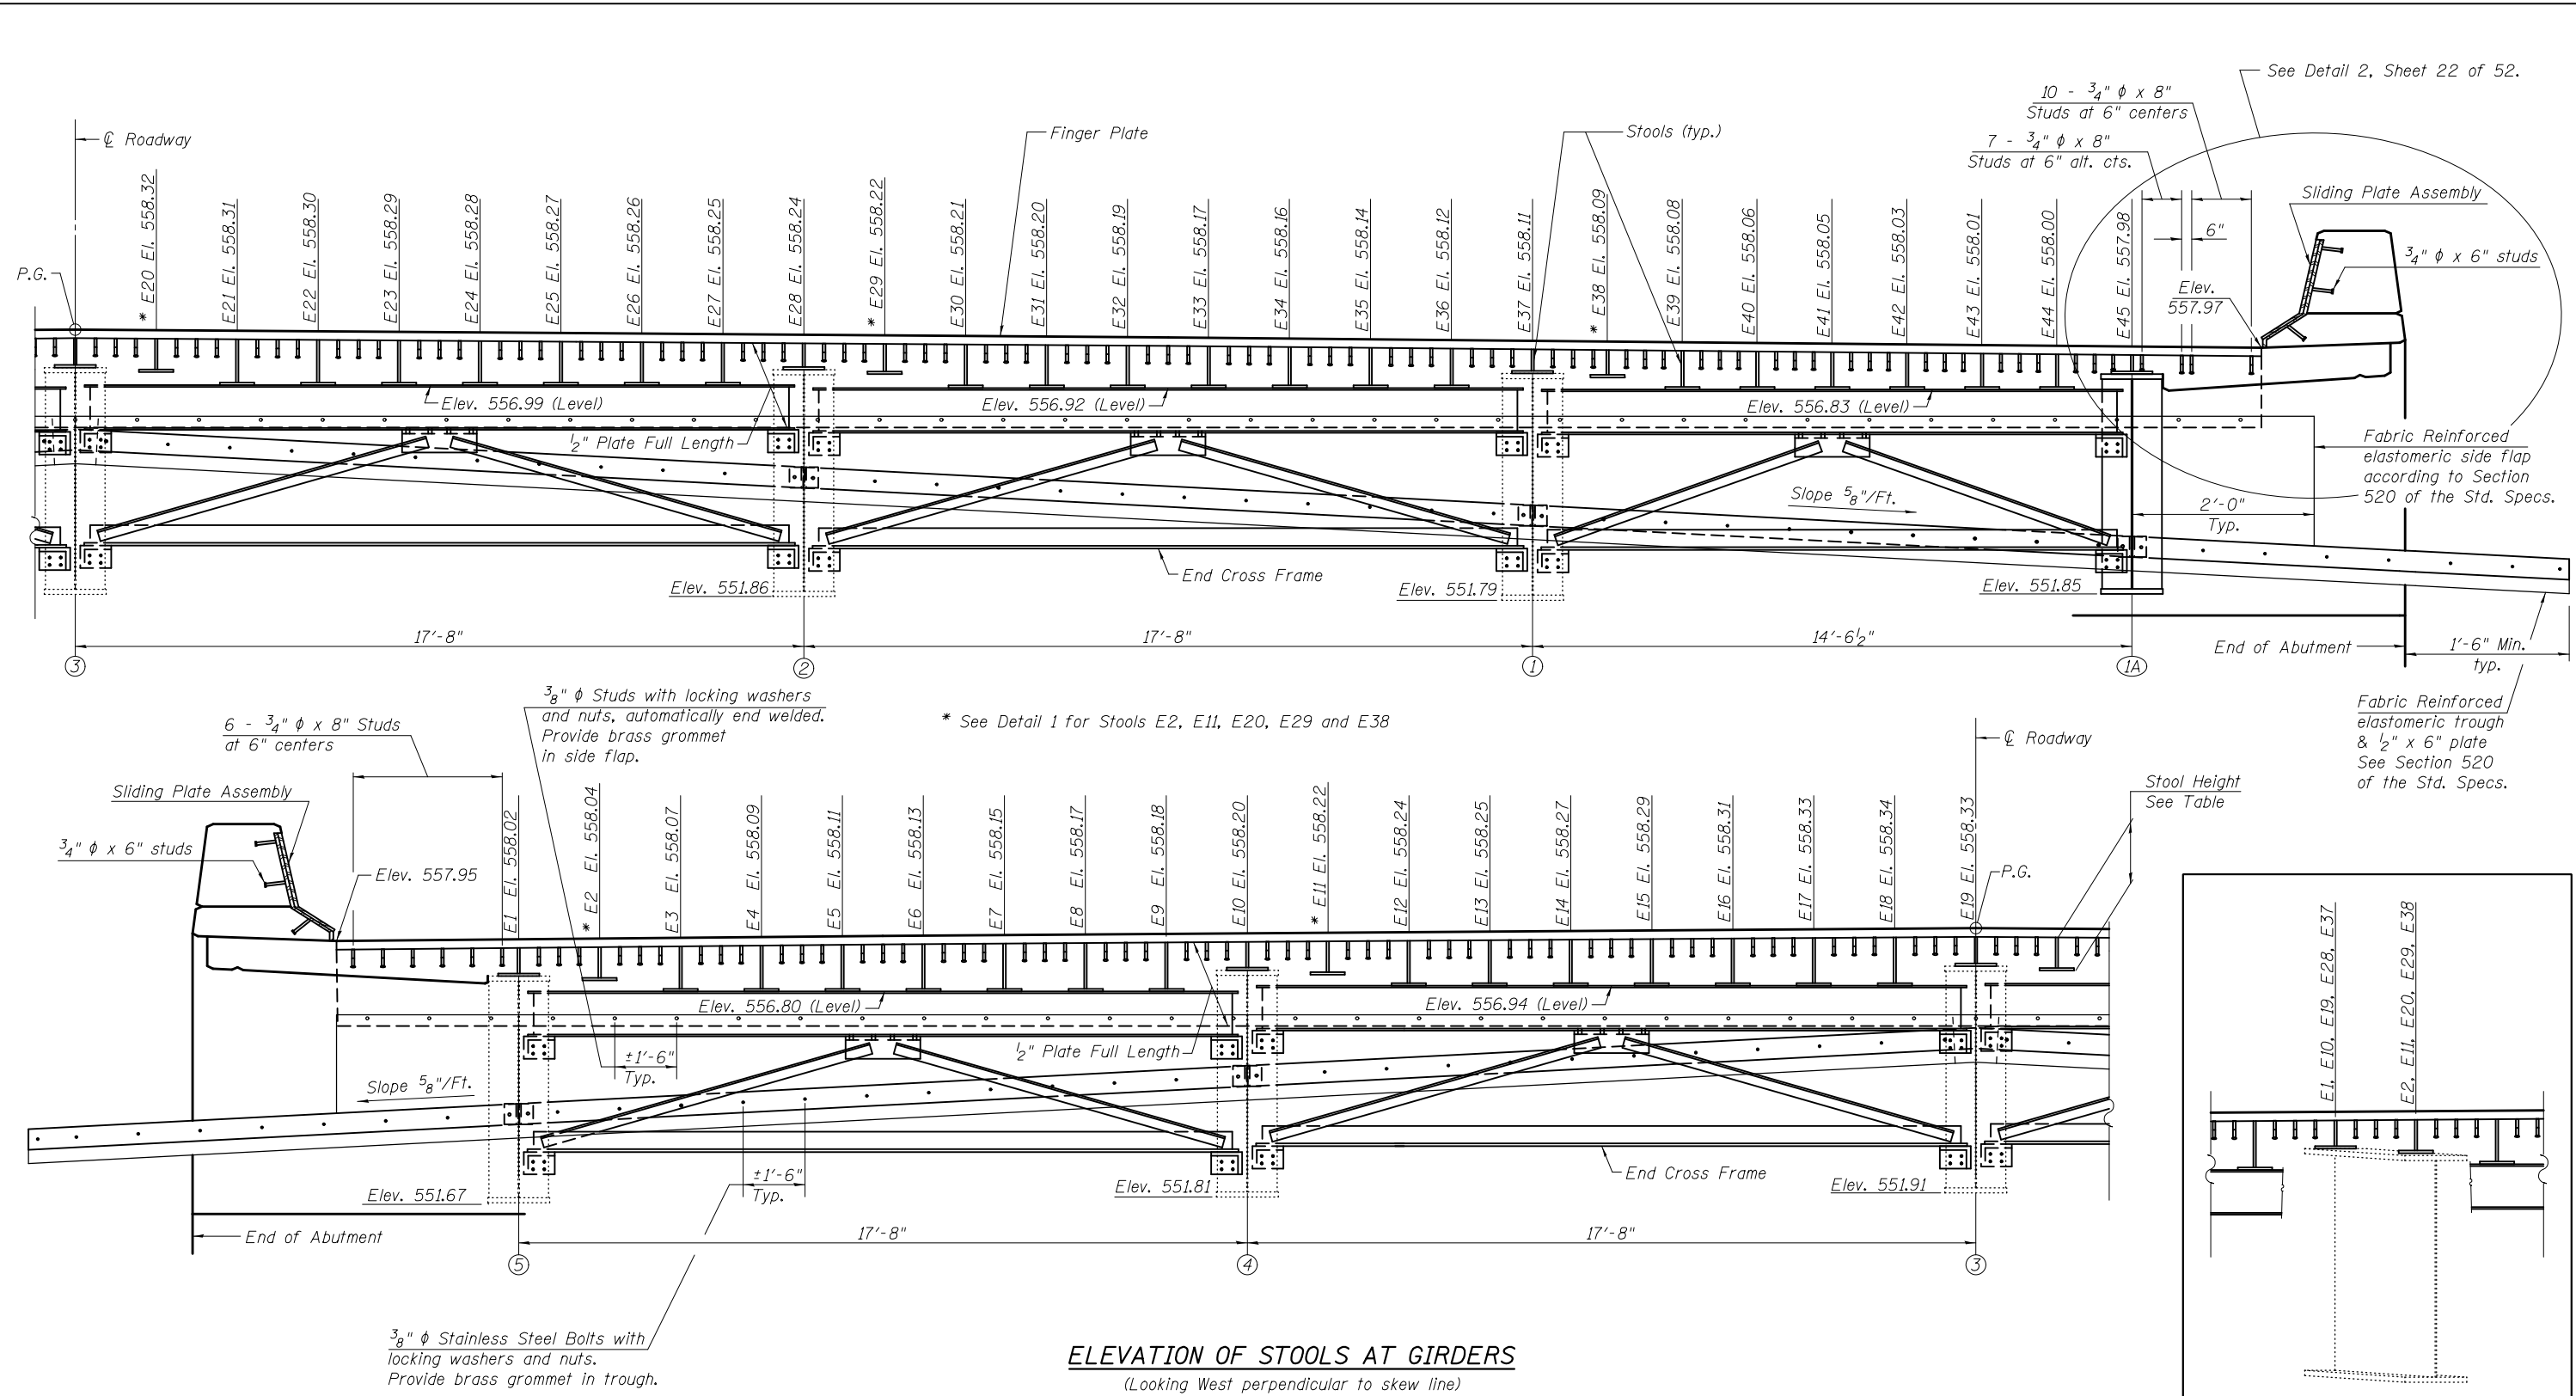 See Detail 2, Sheet 22 of 52.
10 - 3/4" ϕ x 8"
Studs at 6" centers
7 - 3/4" ϕ x 8"
Studs at 6" alt. cts.
℄ Roadway
Finger Plate
Stools (typ.)
Sliding Plate Assembly
6"
3/4" ϕ x 6" studs
Elev.
557.97
P.G.
* E20 El. 558.32
E21 El. 558.31
E22 El. 558.30
E23 El. 558.29
E24 El. 558.28
E25 El. 558.27
E26 El. 558.26
E27 El. 558.25
E28 El. 558.24
* E29 El. 558.22
E30 El. 558.21
E31 El. 558.20
E32 El. 558.19
E33 El. 558.17
E34 El. 558.16
E35 El. 558.14
E36 El. 558.12
E37 El. 558.11
* E38 El. 558.09
E39 El. 558.08
E40 El. 558.06
E41 El. 558.05
E42 El. 558.03
E43 El. 558.01
E44 El. 558.00
E45 El. 557.98
Elev. 556.99 (Level)
Elev. 556.92 (Level)
Elev. 556.83 (Level)
1/2" Plate Full Length
Fabric Reinforced
elastomeric side flap
according to Section
520 of the Std. Specs.
Slope 5/8"/Ft.
2'-0"
Typ.
End Cross Frame
Elev. 551.86
Elev. 551.79
Elev. 551.85
17'-8"
17'-8"
14'-6 1/2"
End of Abutment
1'-6" Min.
typ.
3
2
1
1A
3/8" ϕ Studs with locking washers
and nuts, automatically end welded.
Provide brass grommet
in side flap.
* See Detail 1 for Stools E2, E11, E20, E29 and E38
Fabric Reinforced
elastomeric trough
& 1/2" x 6" plate
See Section 520
of the Std. Specs.
6 - 3/4" ϕ x 8" Studs
at 6" centers
℄ Roadway
Sliding Plate Assembly
Stool Height
See Table
3/4" ϕ x 6" studs
Elev. 557.95
P.G.
E1 El. 558.02
* E2 El. 558.04
E3 El. 558.07
E4 El. 558.09
E5 El. 558.11
E6 El. 558.13
E7 El. 558.15
E8 El. 558.17
E9 El. 558.18
E10 El. 558.20
* E11 El. 558.22
E12 El. 558.24
E13 El. 558.25
E14 El. 558.27
E15 El. 558.29
E16 El. 558.31
E17 El. 558.33
E18 El. 558.34
E19 El. 558.33
E1, E10, E19, E28, E37
E2, E11, E20, E29, E38
Elev. 556.80 (Level)
Elev. 556.94 (Level)
±1'-6"
Typ.
1/2" Plate Full Length
Slope 5/8"/Ft.
±1'-6"
Typ.
End Cross Frame
Elev. 551.67
Elev. 551.81
Elev. 551.91
End of Abutment
17'-8"
17'-8"
5
4
3
3/8" ϕ Stainless Steel Bolts with
locking washers and nuts.
Provide brass grommet in trough.
ELEVATION OF STOOLS AT GIRDERS
(Looking West perpendicular to skew line)